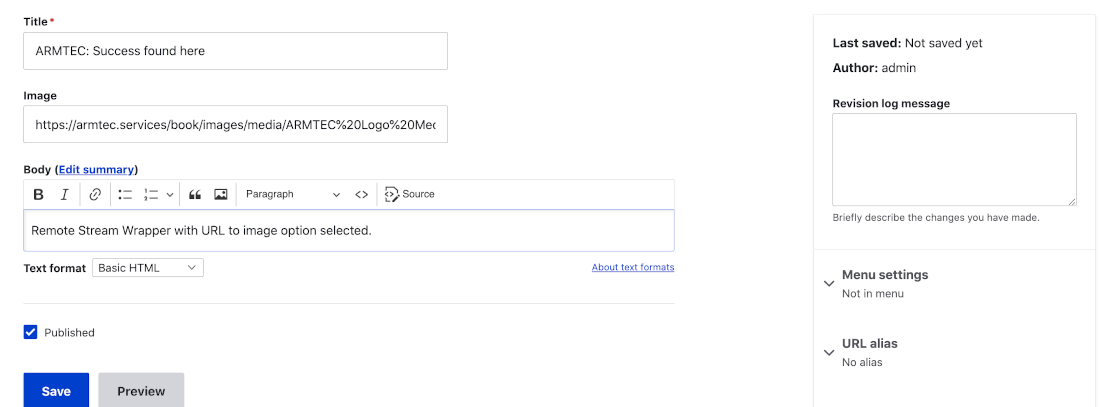 Title*
ARMTEC: Success found here
Image
https://armtec.services/book/images/media/ARMTEC%20Logo%20Med
Body (Edit summary)
B I Paragraph <> Source
Remote Stream Wrapper with URL to image option selected.
Text format Basic HTML
About text formats
Published
Save Preview
Last saved: Not saved yet
Author: admin
Revision log message
Briefly describe the changes you have made.
Menu settings
Not in menu
URL alias
No alias